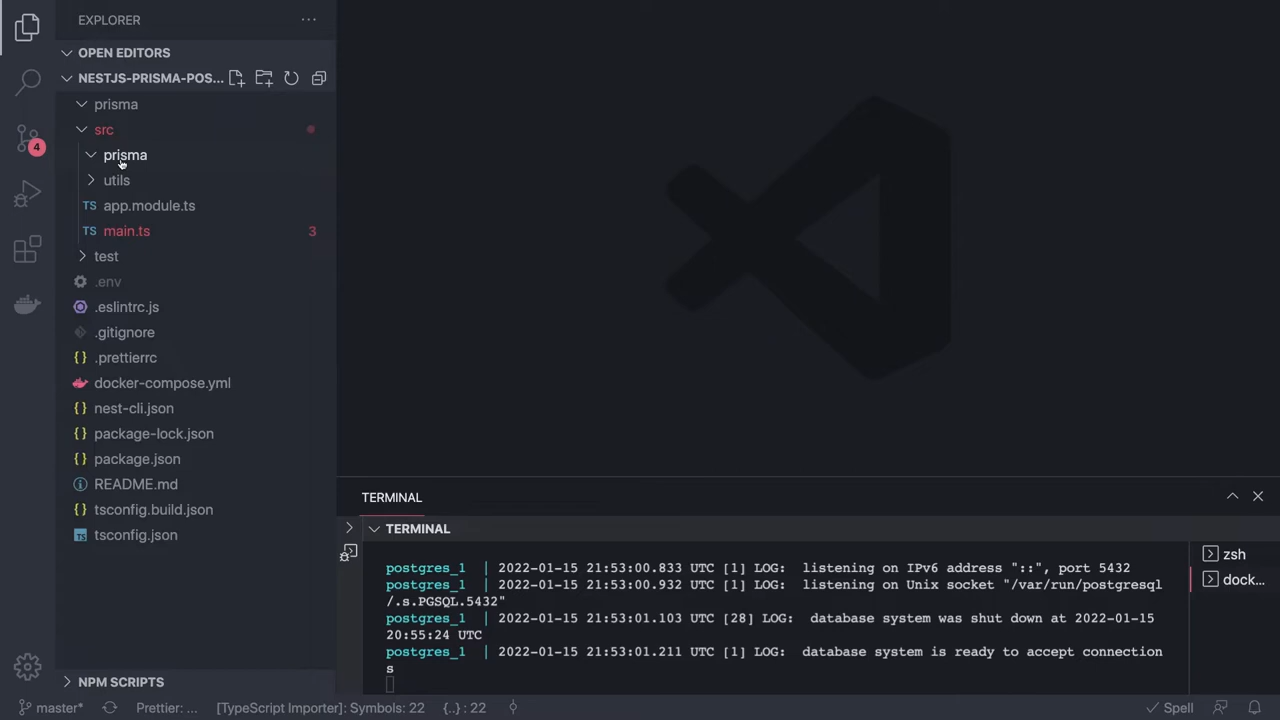 EXPLORER
OPEN EDITORS
NESTJS-PRISMA-POS...
prisma
src
prisma
utils
TS app.module.ts
TS main.ts 3
test
.env
.eslintrc.js
.gitignore
{} .prettierrc
docker-compose.yml
{} nest-cli.json
{} package-lock.json
{} package.json
README.md
tsconfig.build.json
tsconfig.json
NPM SCRIPTS
4
TERMINAL
TERMINAL
postgres_1 | 2022-01-15 21:53:00.833 UTC [1] LOG: listening on IPv6 address "::", port 5432
postgres_1 | 2022-01-15 21:53:00.932 UTC [1] LOG: listening on Unix socket "/var/run/postgresql
/.s.PGSQL.5432"
postgres_1 | 2022-01-15 21:53:01.103 UTC [28] LOG: database system was shut down at 2022-01-15
20:55:24 UTC
postgres_1 | 2022-01-15 21:53:01.211 UTC [1] LOG: database system is ready to accept connection
s
zsh
dock...
master* Prettier: ... [TypeScript Importer]: Symbols: 22 {..} : 22 Spell